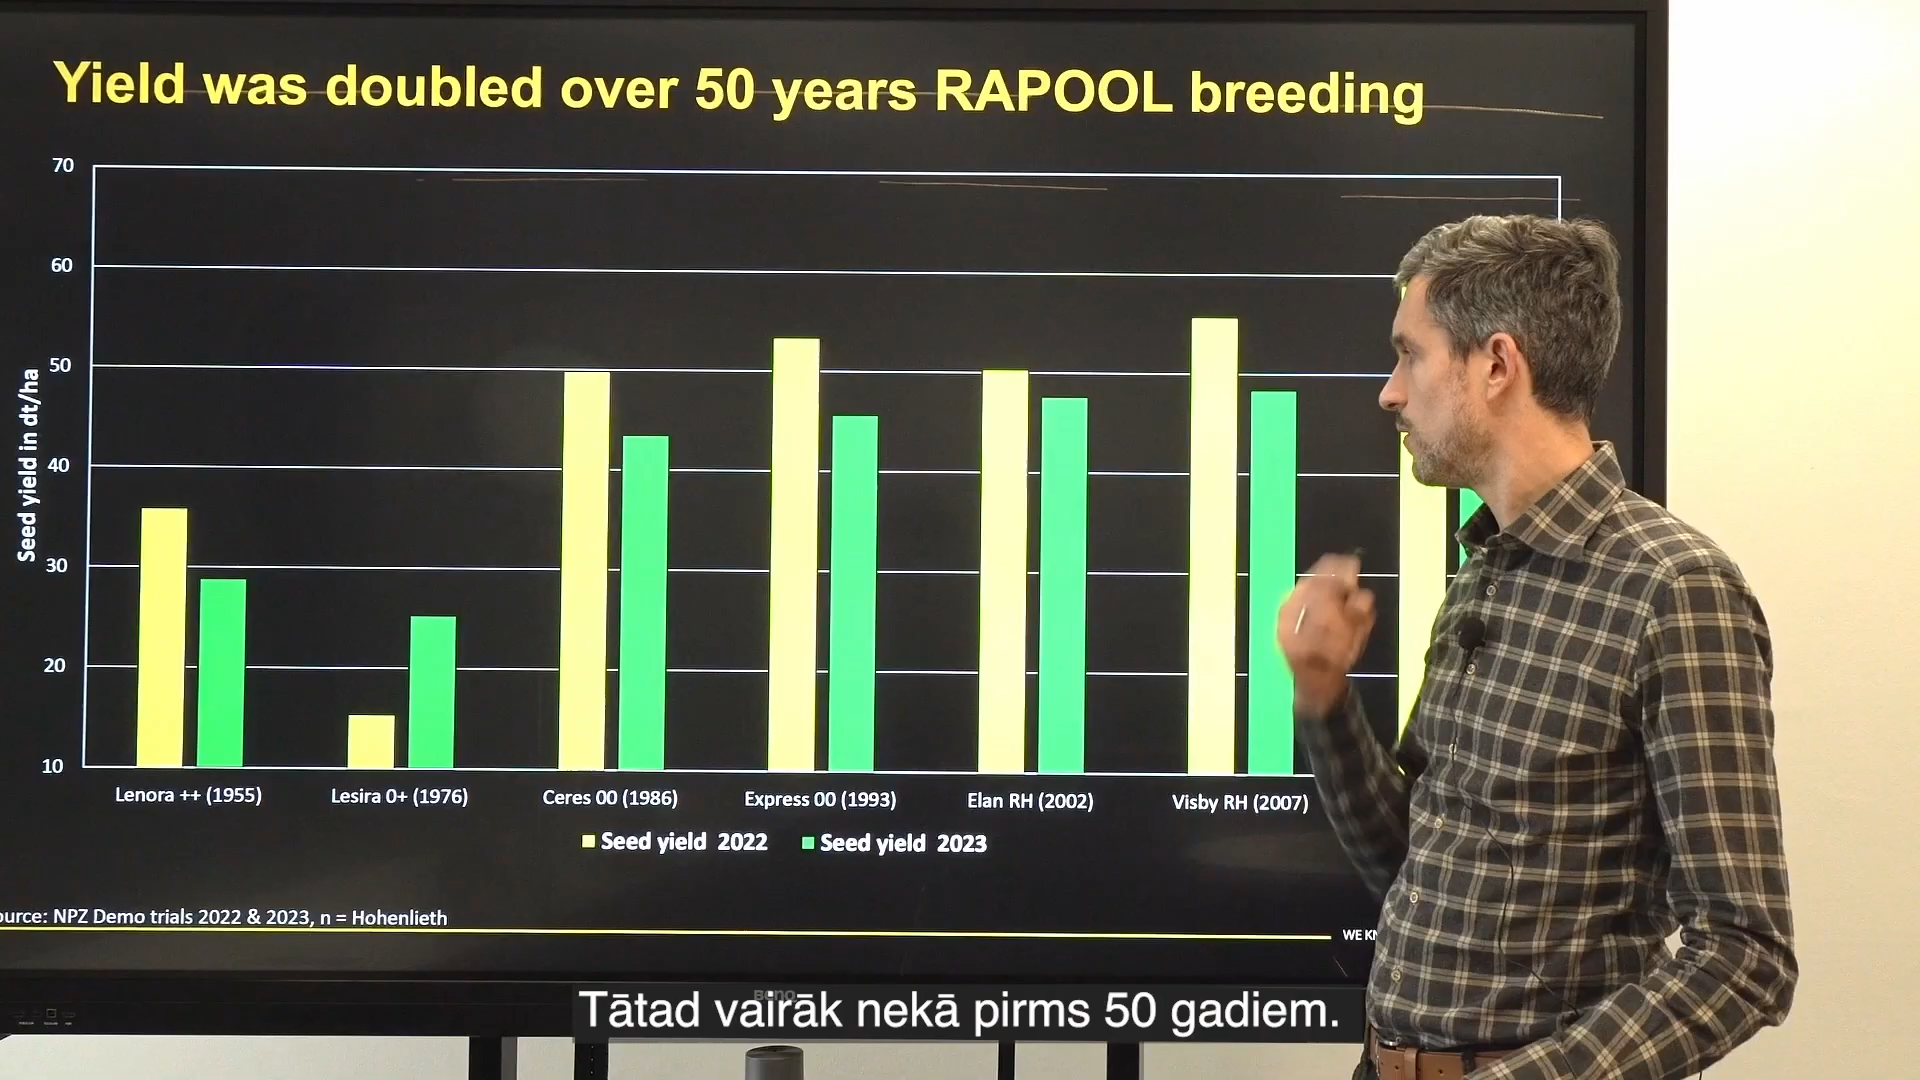 Yield was doubled over 50 years RAPOOL breeding
70
60
50
40
30
20
10
Seed yield in dt/ha
Lenora ++ (1955)
Lesira 0+ (1976)
Ceres 00 (1986)
Express 00 (1993)
Elan RH (2002)
Visby RH (2007)
Seed yield 2022
Seed yield 2023
NPZ Demo trials 2022 & 2023, n = Hohenlieth
WE
Tātad vairāk nekā pirms 50 gadiem.